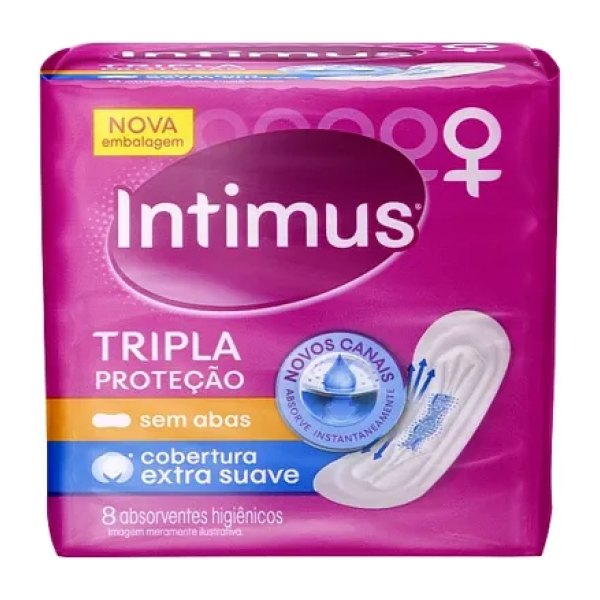 TRIPLA
NOVA
embalagem
Intimus®
TRIPLA
PROTEÇÃO
NOVOS CANAIS
ABSORVE INSTANTANEAMENTE
sem abas
cobertura
extra suave
8 absorventes higiênicos
Imagem meramente ilustrativa.